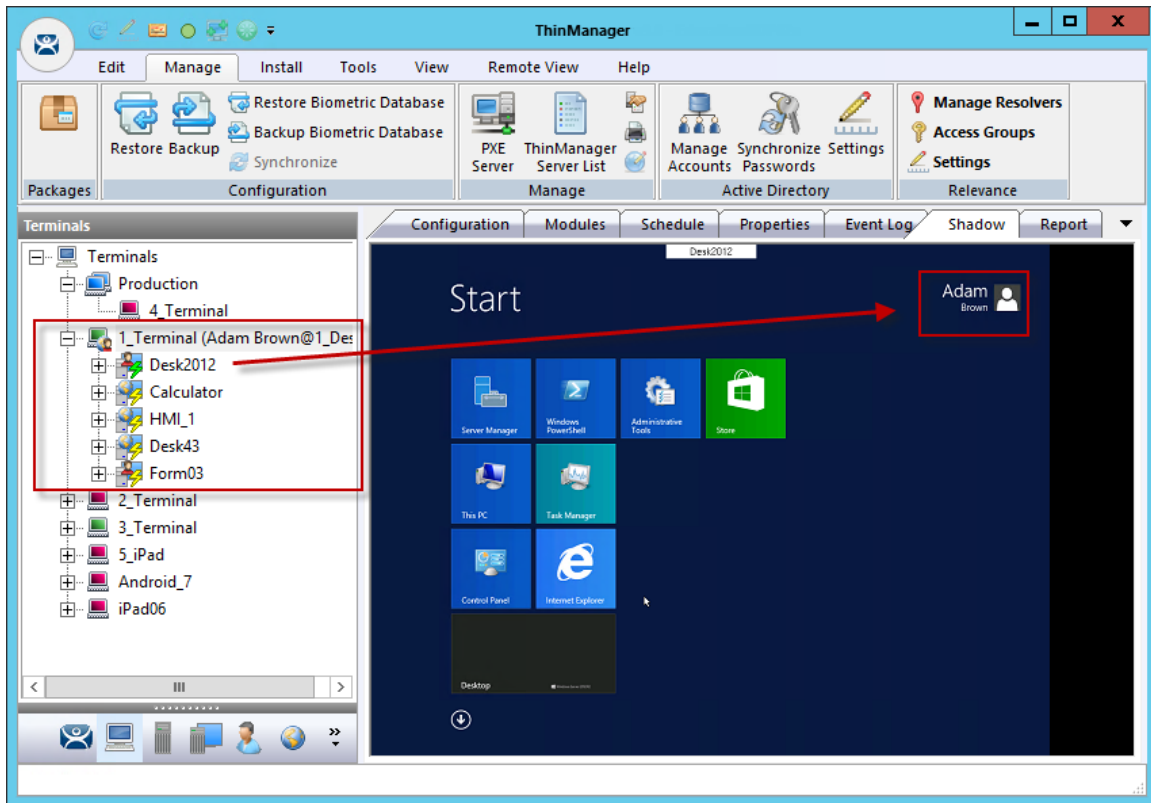 ThinManager
Edit Manage Install Tools View Remote View Help
Restore Biometric Database
Backup Biometric Database
Synchronize
Restore Backup
PXE Server
ThinManager Server List
Manage Accounts
Synchronize Passwords
Settings
Manage Resolvers
Access Groups
Settings
Packages Configuration Manage Active Directory Relevance
Terminals
Configuration Modules Schedule Properties Event Log Shadow Report
Terminals
Production
4_Terminal
1_Terminal (Adam Brown@1_Des
Desk2012
Calculator
HMI_1
Desk43
Form03
2_Terminal
3_Terminal
5_iPad
Android_7
iPad06
Desk2012
Start
Adam
Brown
Server Manager
Windows PowerShell
Administrative Tools
Store
This PC
Task Manager
Control Panel
Internet Explorer
Desktop